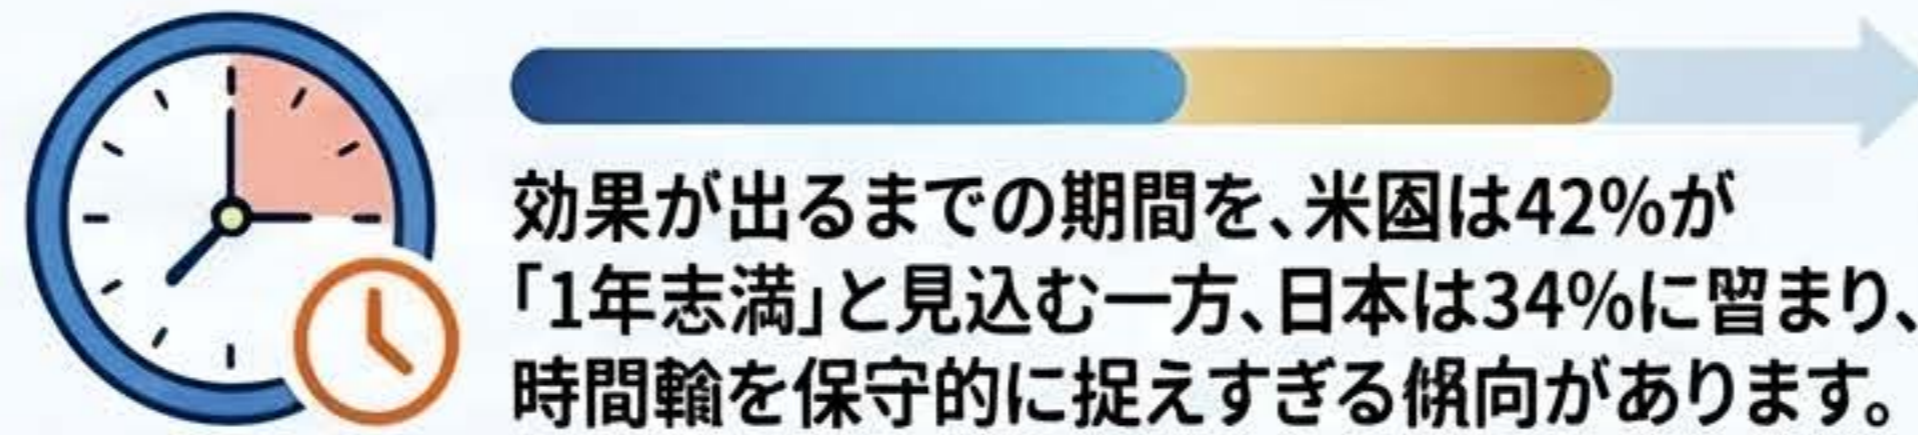 効果が出るまでの期間を、米国は42%が
「1年志満」と見込む一方、日本は34%に留まり、
時間輸を保守的に捉えすぎる傾向があります。